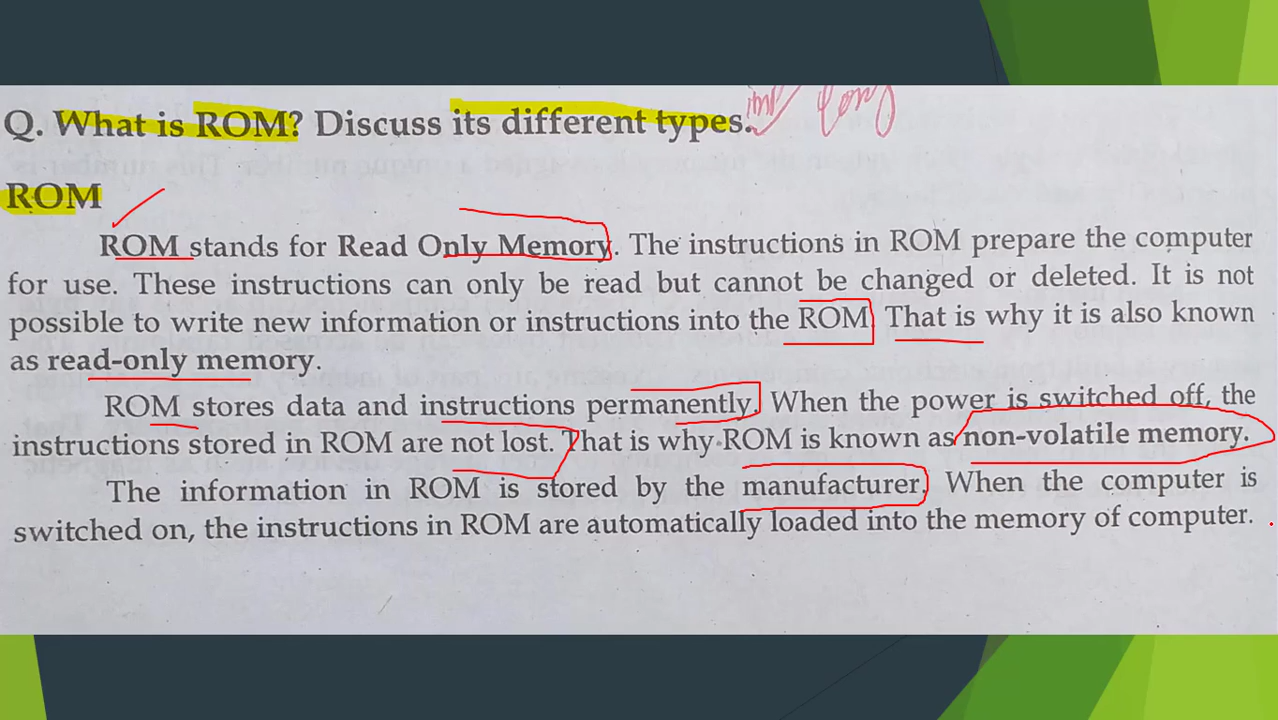 Q. What is ROM? Discuss its different types.
ROM
ROM stands for Read Only Memory. The instructions in ROM prepare the computer
for use. These instructions can only be read but cannot be changed or deleted. It is not
possible to write new information or instructions into the ROM. That is why it is also known
as read-only memory.
ROM stores data and instructions permanently. When the power is switched off, the
instructions stored in ROM are not lost. That is why ROM is known as non-volatile memory.
The information in ROM is stored by the manufacturer. When the computer is
switched on, the instructions in ROM are automatically loaded into the memory of computer.